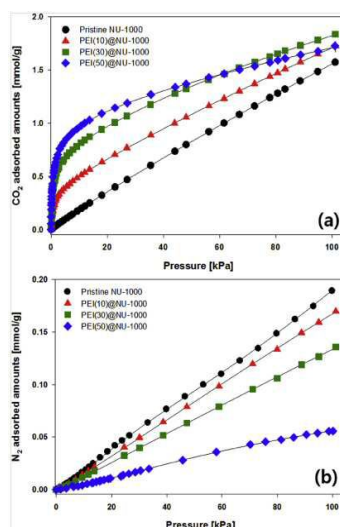 Pristine NU-1000
PEI(10)@NU-1000
PEI(30)@NU-1000
PEI(50)@NU-1000
CO2 adsorbed amounts [mmol/g]
2.0
1.5
1.0
0.5
0.0
0 20 40 60 80 100
Pressure [kPa]
(a)
Pristine NU-1000
PEI(10)@NU-1000
PEI(30)@NU-1000
PEI(50)@NU-1000
N2 adsorbed amounts [mmol/g]
0.20
0.15
0.10
0.05
0.00
0 20 40 60 80 100
Pressure [kPa]
(b)